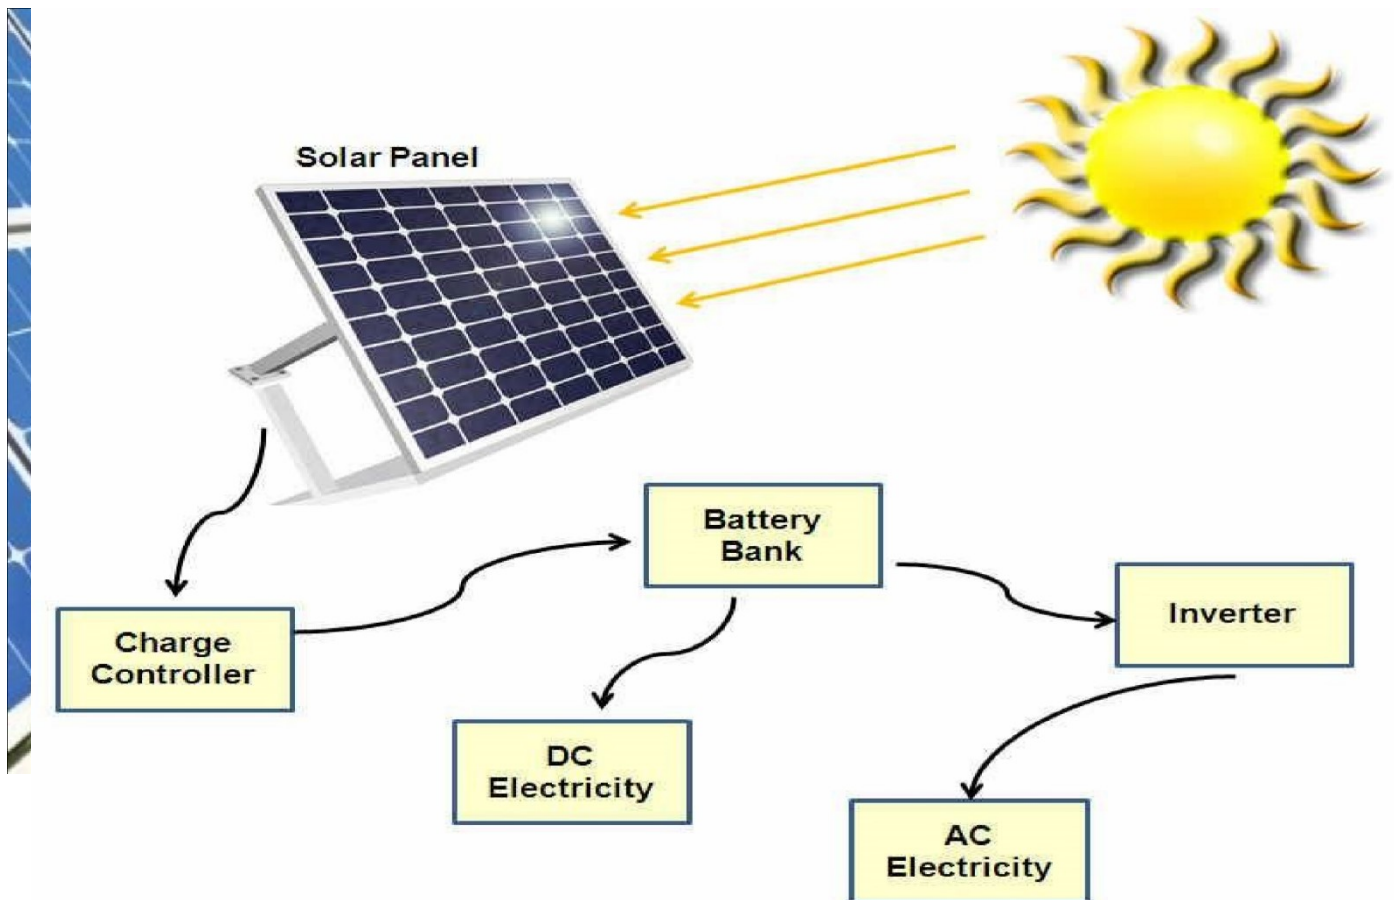 Solar Panel
Battery
Bank
Inverter
Charge
Controller
DC
Electricity
AC
Electricity